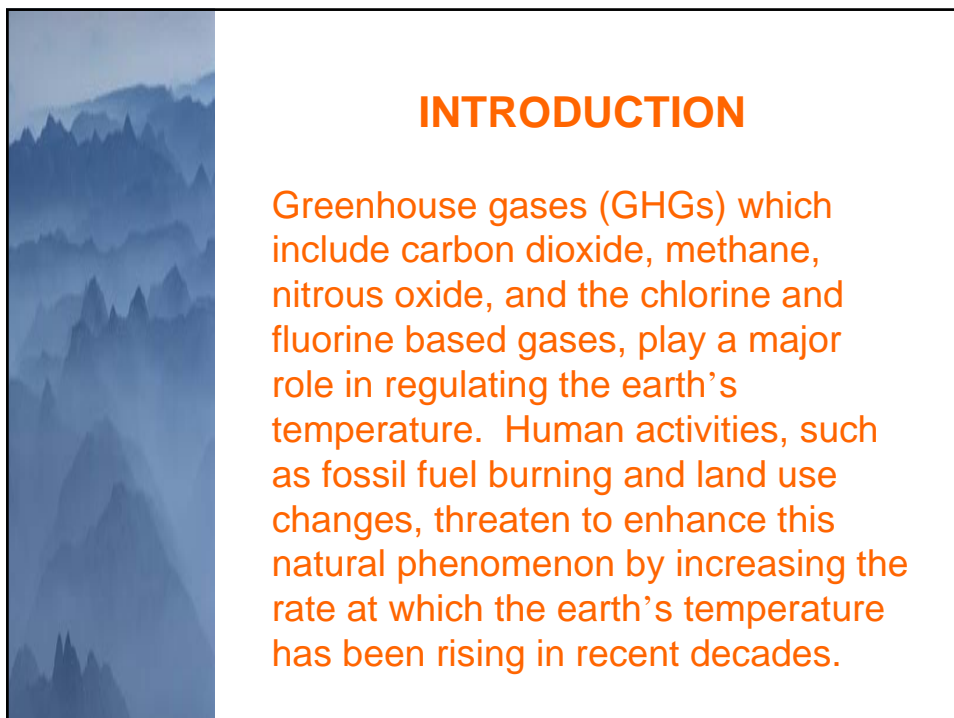 INTRODUCTION
Greenhouse gases (GHGs) which
include carbon dioxide, methane,
nitrous oxide, and the chlorine and
fluorine based gases, play a major
role in regulating the earth’s
temperature.  Human activities, such
as fossil fuel burning and land use
changes, threaten to enhance this
natural phenomenon by increasing the
rate at which the earth’s temperature
has been rising in recent decades.